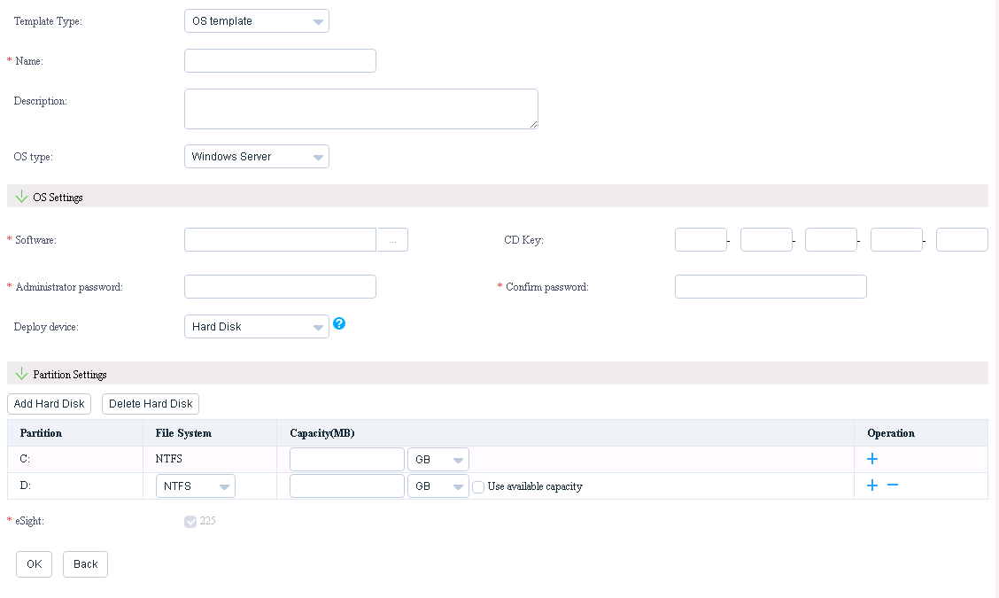 Template Type: OS template
* Name:
Description:
OS type: Windows Server
OS Settings
* Software: ... CD Key: - - - -
* Administrator password: * Confirm password:
Deploy device: Hard Disk ?
Partition Settings
Add Hard Disk Delete Hard Disk
Partition File System Capacity(MB) Operation
C: NTFS GB +
D: NTFS GB Use available capacity + −
* eSight: 225
OK Back